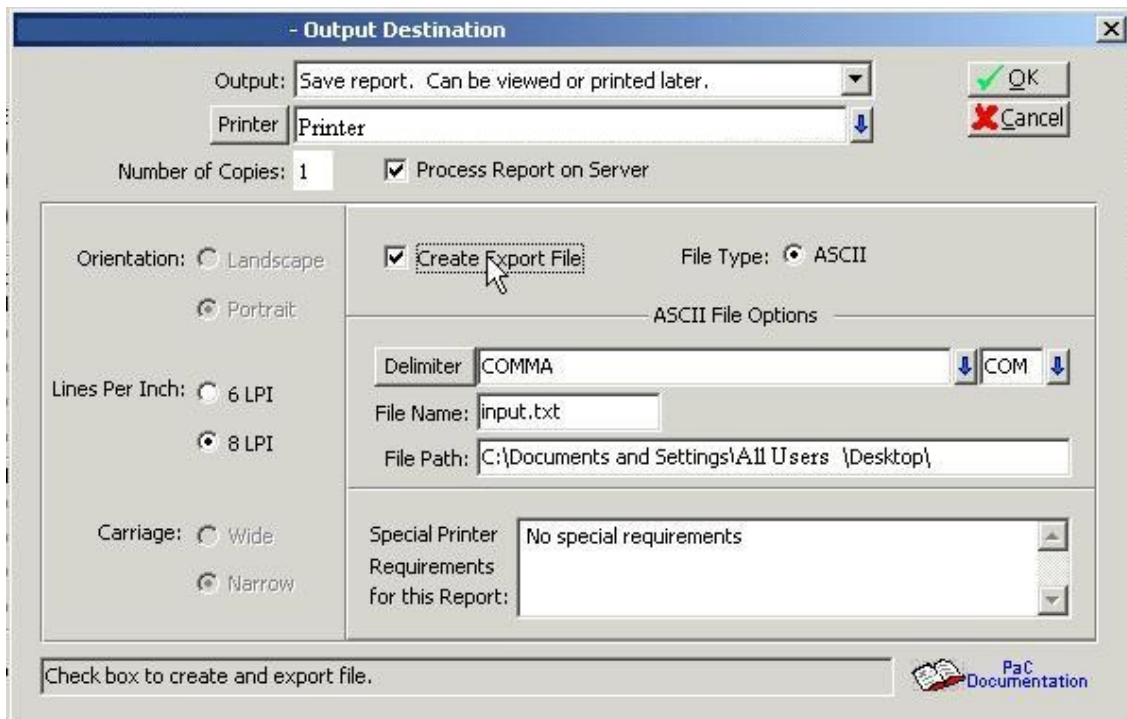 - Output Destination
Output: Save report. Can be viewed or printed later.
OK
Printer Printer
Cancel
Number of Copies: 1
Process Report on Server
Orientation: Landscape
Portrait
Create Export File
File Type: ASCII
ASCII File Options
Lines Per Inch: 6 LPI
8 LPI
Delimiter COMMA COM
File Name: input.txt
File Path: C:\Documents and Settings\All Users \Desktop\
Carriage: Wide
Narrow
Special Printer
Requirements
for this Report:
No special requirements
Check box to create and export file.
PaC
Documentation